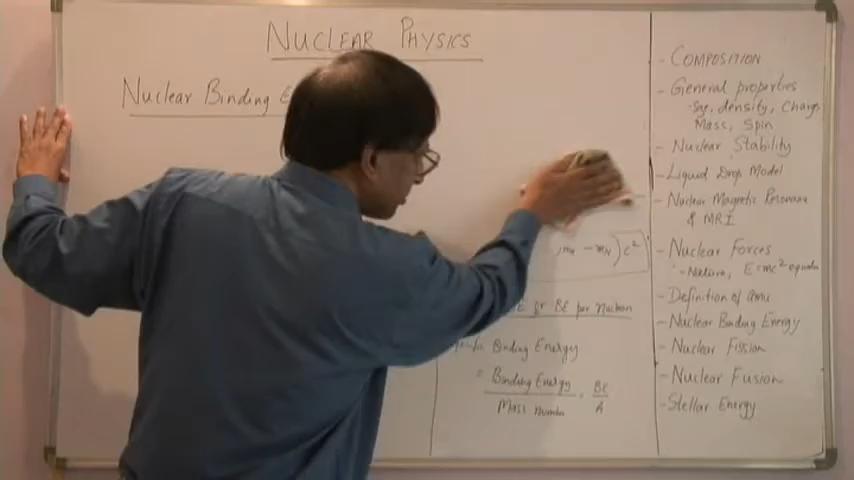 NUCLEAR PHYSICS
Nuclear Binding
- mN) c²
BE per nucleon
Binding Energy
= Binding Energy = BE
Mass number A
- COMPOSITION
- General properties
- Size, density, Charge
Mass, Spin
- Nuclear Stability
- Liquid Drop Model
- Nuclear Magnetic Resonance
& MRI
- Nuclear Forces
- Nature, E=mc² equation
- Definition of amu
- Nuclear Binding Energy
- Nuclear Fission
- Nuclear Fusion
- Stellar Energy